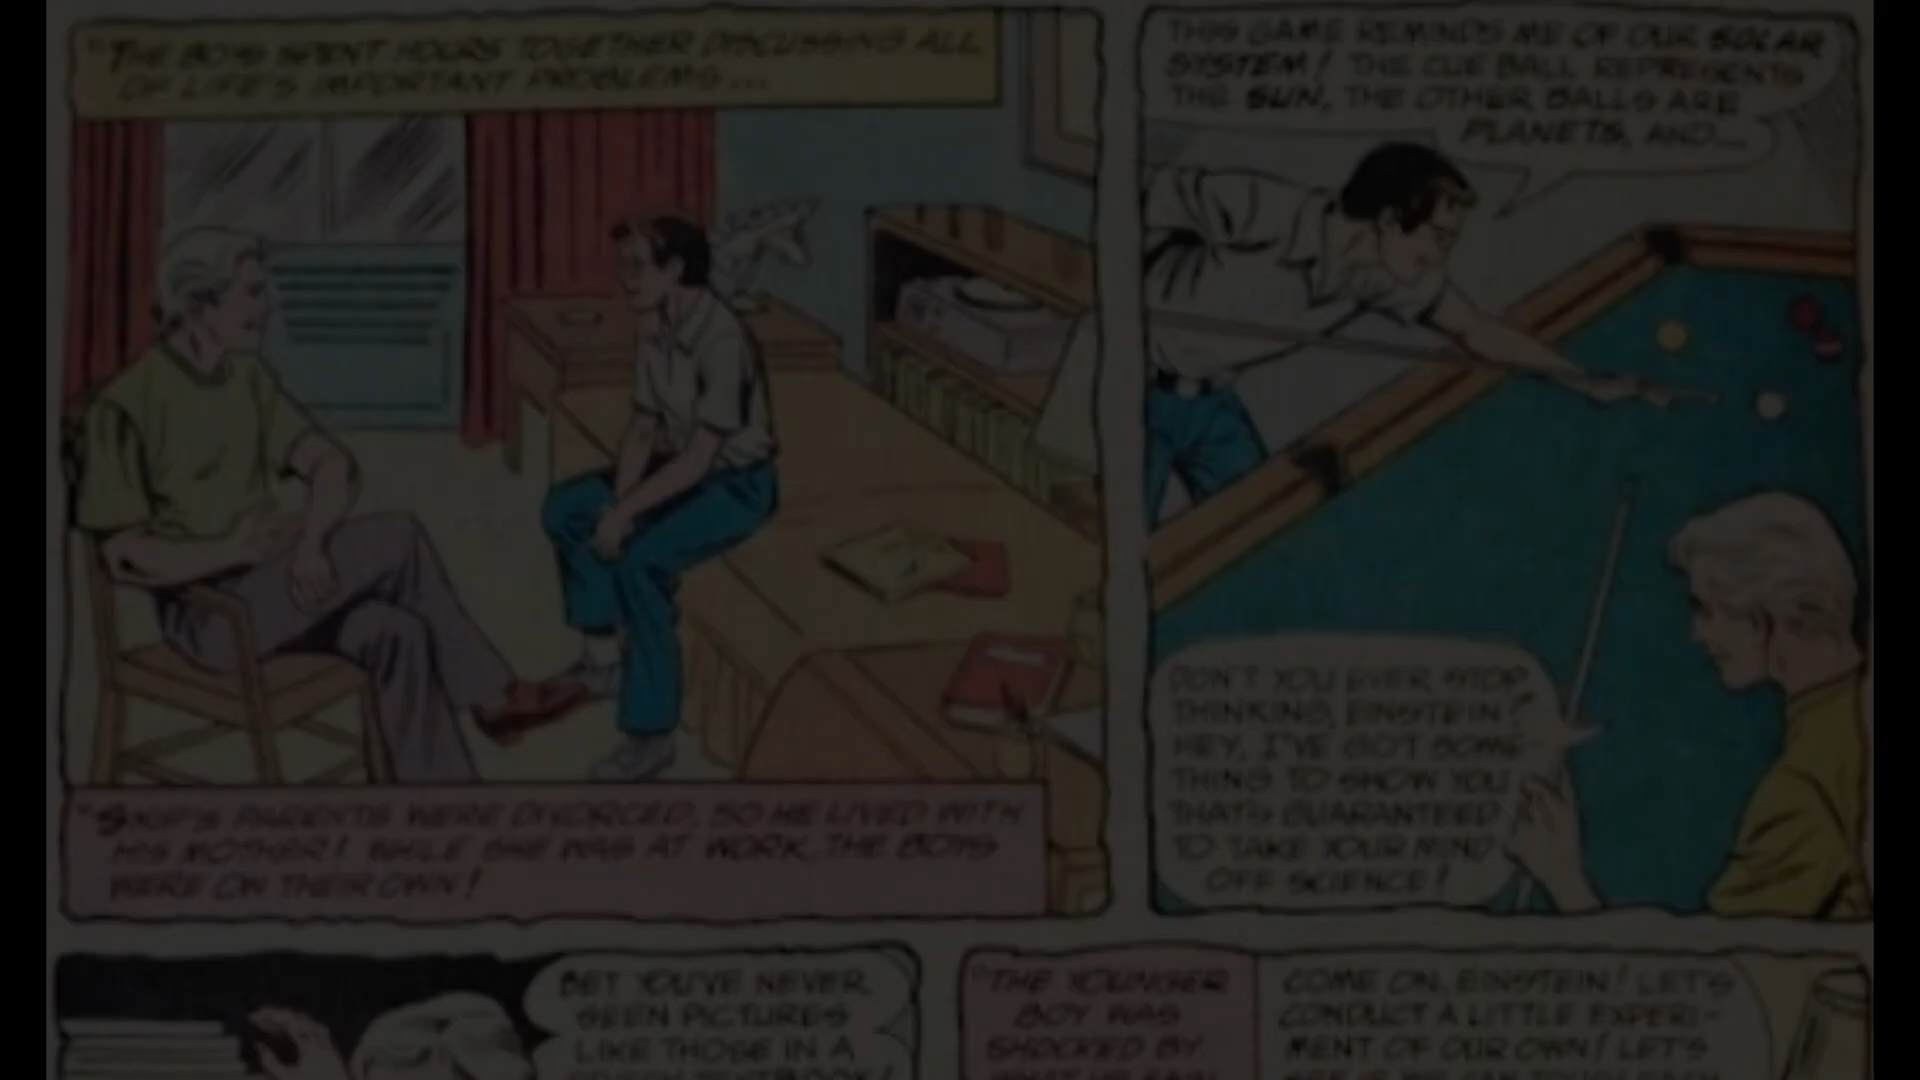 "THE BOYS SPENT HOURS TOGETHER DISCUSSING ALL
OF LIFE'S IMPORTANT PROBLEMS...
"SKIP'S PARENTS WERE DIVORCED, SO HE LIVED WITH
HIS MOTHER! WHILE SHE WAS AT WORK, THE BOYS
WERE ON THEIR OWN!
THIS GAME REMINDS ME OF OUR SOLAR
SYSTEM! THE CUE BALL REPRESENTS
THE SUN, THE OTHER BALLS ARE
PLANETS, AND...
DON'T YOU EVER STOP
THINKING, EINSTEIN?
HEY, I'VE GOT SOME-
THING TO SHOW YOU
THAT'S GUARANTEED
TO TAKE YOUR MIND
OFF SCIENCE!
BET YOU'VE NEVER
SEEN PICTURES
LIKE THOSE IN A
"THE YOUNGER
BOY WAS
SHOCKED BY
COME ON, EINSTEIN! LET'S
CONDUCT A LITTLE EXPERI-
MENT OF OUR OWN! LET'S